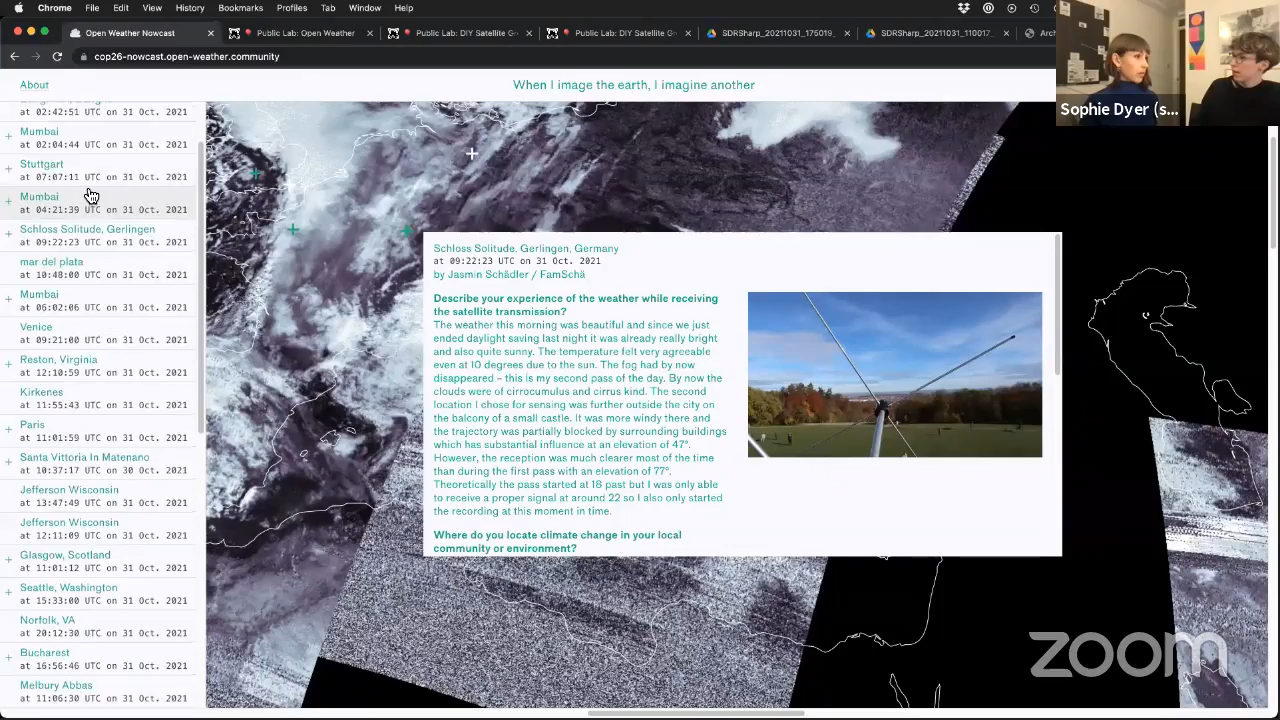 Chrome File Edit View History Bookmarks Profiles Tab Window Help
Open Weather Nowcast
Public Lab: Open Weather
Public Lab: DIY Satellite Gr
Public Lab: DIY Satellite G
SDRSharp_20211031_175019_
SDRSharp_20211031_110017_
Arch
cop26-nowcast.open-weather.community
Sophie Dyer (s...
About
When I image the earth, I imagine another
at 02:42:51 UTC on 31 Oct. 2021
Mumbai
at 02:04:44 UTC on 31 Oct. 2021
Stuttgart
at 07:07:11 UTC on 31 Oct. 2021
Mumbai
at 04:21:39 UTC on 31 Oct. 2021
Schloss Solitude, Gerlingen
at 09:22:23 UTC on 31 Oct. 2021
mar del plata
at 10:48:00 UTC on 31 Oct. 2021
Mumbai
at 06:02:06 UTC on 31 Oct. 2021
Venice
at 09:21:00 UTC on 31 Oct. 2021
Reston, Virginia
at 12:10:59 UTC on 31 Oct. 2021
Kirkenes
at 11:55:43 UTC on 31 Oct. 2021
Paris
at 11:01:59 UTC on 31 Oct. 2021
Santa Vittoria In Matenano
at 10:37:17 UTC on 30 Oct. 2021
Jefferson Wisconsin
at 13:47:49 UTC on 31 Oct. 2021
Jefferson Wisconsin
at 12:11:09 UTC on 31 Oct. 2021
Glasgow, Scotland
at 11:01:12 UTC on 31 Oct. 2021
Seattle, Washington
at 15:33:00 UTC on 31 Oct. 2021
Norfolk, VA
at 20:12:30 UTC on 31 Oct. 2021
Bucharest
at 16:56:46 UTC on 31 Oct. 2021
Melbury Abbas
at 11:06:30 UTC on 31 Oct. 2021
Schloss Solitude, Gerlingen, Germany
at 09:22:23 UTC on 31 Oct. 2021
by Jasmin Schädler / FamSchä
Describe your experience of the weather while receiving
the satellite transmission?
The weather this morning was beautiful and since we just
ended daylight saving last night it was already really bright
and also quite sunny. The temperature felt very agreeable
even at 10 degrees due to the sun. The fog had by now
disappeared – this is my second pass of the day. By now the
clouds were of cirrocumulus and cirrus kind. The second
location I chose for sensing was further outside the city on
the balcony of a small castle. It was more windy there and
the trajectory was partially blocked by surrounding buildings
which has substantial influence at an elevation of 47°.
However, the reception was much clearer most of the time
than during the first pass with an elevation of 77°.
Theoretically the pass started at 18 past but I was only able
to receive a proper signal at around 22 so I also only started
the recording at this moment in time.
Where do you locate climate change in your local
community or environment?
zoom